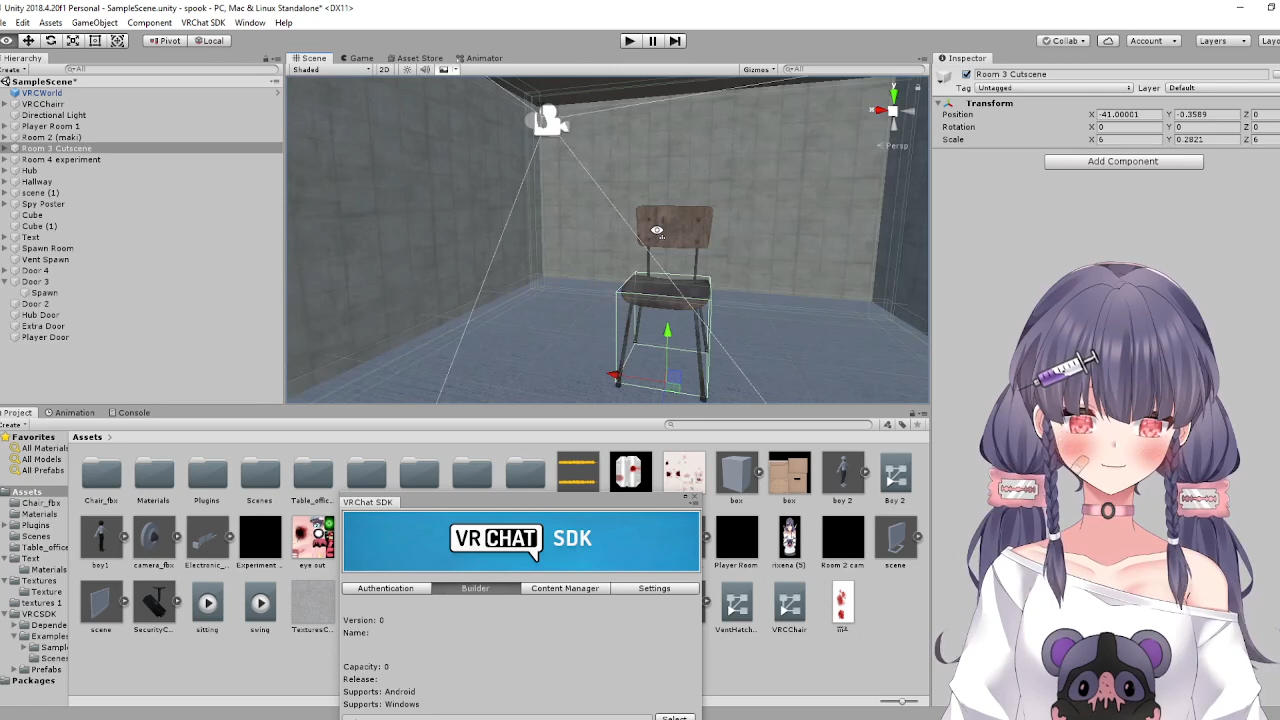 Unity 2018.4.20f1 Personal - SampleScene.unity - spook - PC, Mac & Linux Standalone* <DX11>
ile Edit Assets GameObject Component VRChat SDK Window Help
Pivot Local Collab Account Layers Layo
Hierarchy Scene Game Asset Store Animator Inspector
Create All Shaded 2D Gizmos All
Room 3 Cutscene
Tag Untagged Layer Default
Transform
Position X -41.00001 Y -0.3589 Z 0
Rotation X 0 Y 0 Z 0
Scale X 6 Y 0.2821 Z 6
Add Component
SampleScene*
VRCWorld
VRCChairr
Directional Light
Player Room 1
Room 2 (maki)
Room 3 Cutscene
Room 4 experiment
Hub
Hallway
scene (1)
Spy Poster
Cube
Cube (1)
Text
Spawn Room
Vent Spawn
Door 4
Door 3
Spawn
Door 2
Hub Door
Extra Door
Player Door
y
x
Persp
Project Animation Console
Create
Favorites
All Material
All Models
All Prefabs
Assets
Chair_fbx
Materials
Plugins
Scenes
Table_offic
Text
Materials
Textures
Texture
textures 1
VRCSDK
Depende
Examples
Sampl
Scenes
Prefabs
Packages
Assets
Chair_fbx Materials Plugins Scenes Table_offic... box box boy 2 Boy 2
boy1 camera_fbx Electronic_... Experiment ... eye out Player Room rixena (5) Room 2 cam scene
scene SecurityC... sitting swing TexturesC... VentHatch... VRCChair
VRChat SDK
VRCHAT SDK
Authentication Builder Content Manager Settings
Version: 0
Name:
Capacity: 0
Release:
Supports: Android
Supports: Windows
Select